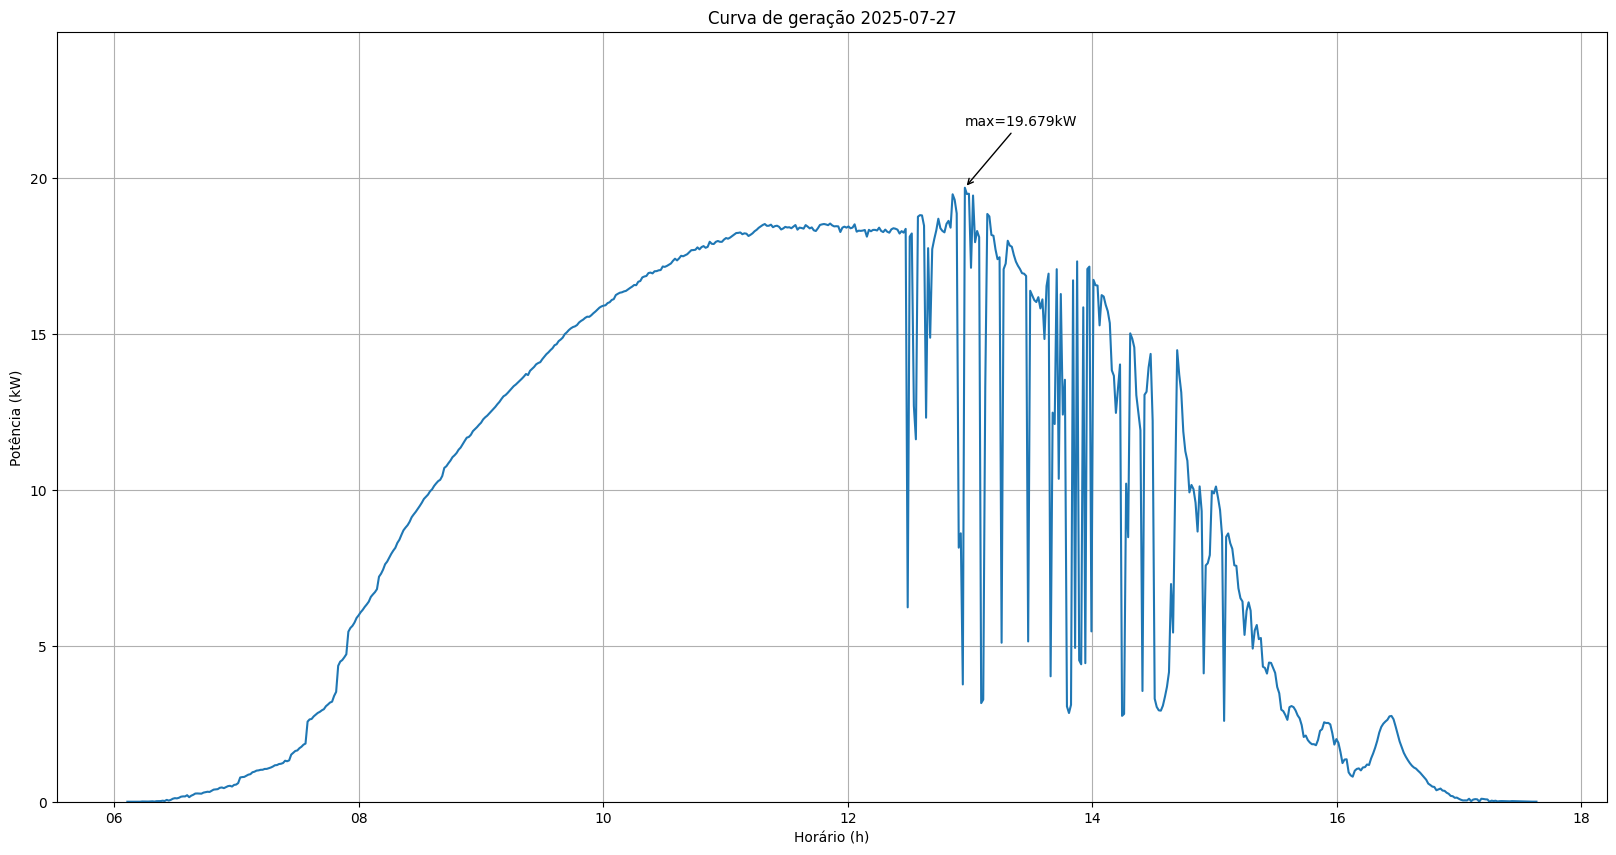 Curva de geração 2025-07-27
max=19.679kW
Potência (kW)
20
15
10
5
0
06 08 10 12 14 16 18
Horário (h)